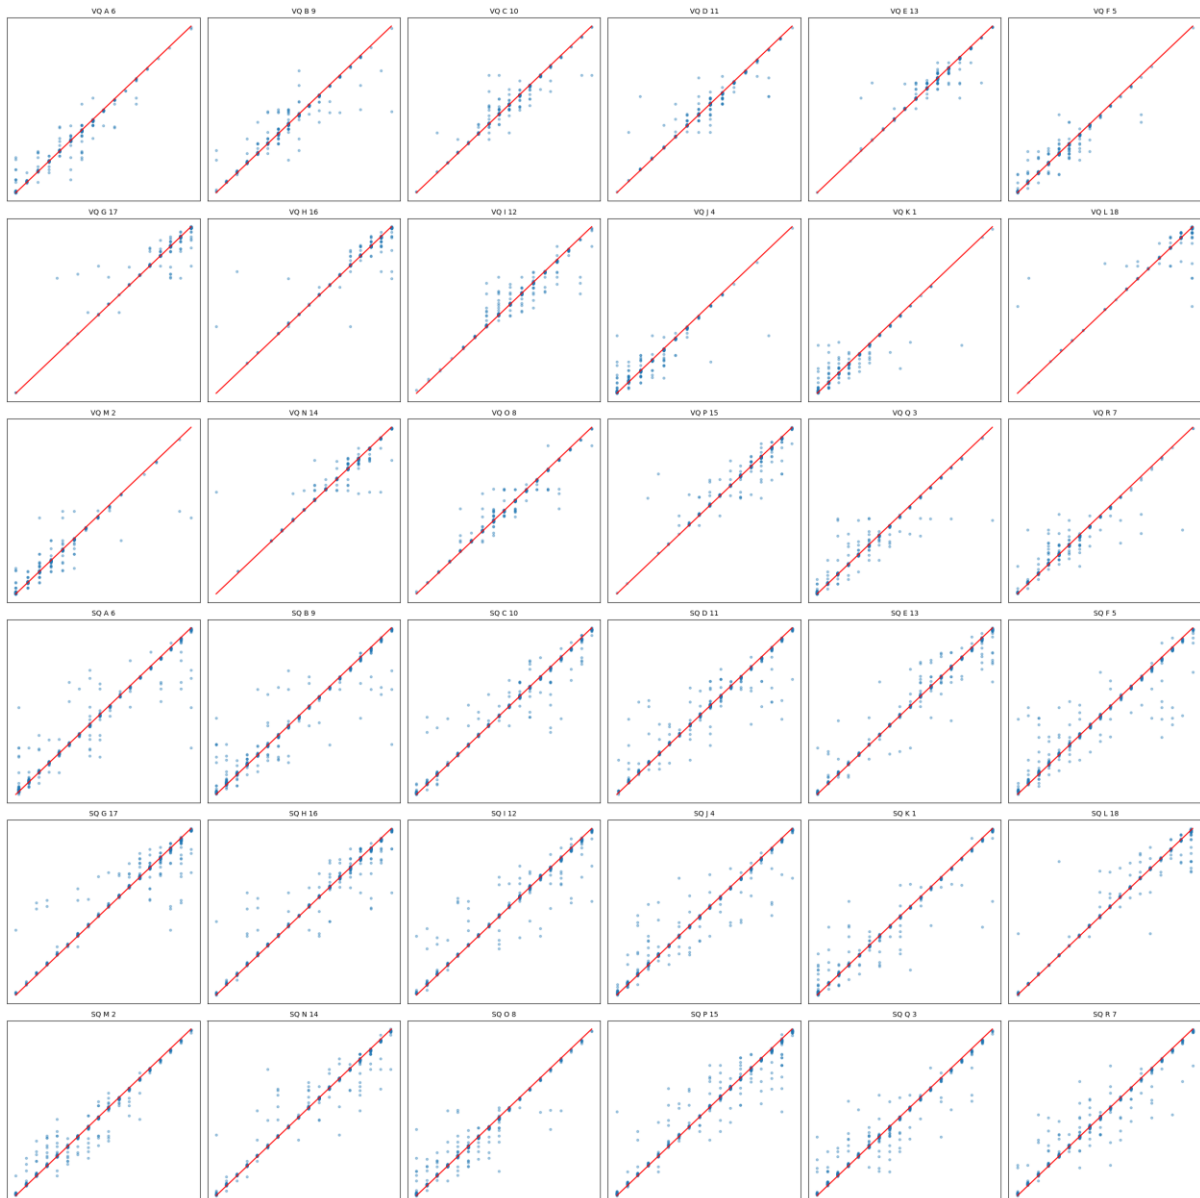 VQ A 6
VQ B 9
VQ C 10
VQ D 11
VQ E 13
VQ F 5
VQ G 17
VQ H 16
VQ I 12
VQ J 4
VQ K 1
VQ L 18
VQ M 2
VQ N 14
VQ O 8
VQ P 15
VQ Q 3
VQ R 7
SQ A 6
SQ B 9
SQ C 10
SQ D 11
SQ E 13
SQ F 5
SQ G 17
SQ H 16
SQ I 12
SQ J 4
SQ K 1
SQ L 18
SQ M 2
SQ N 14
SQ O 8
SQ P 15
SQ Q 3
SQ R 7